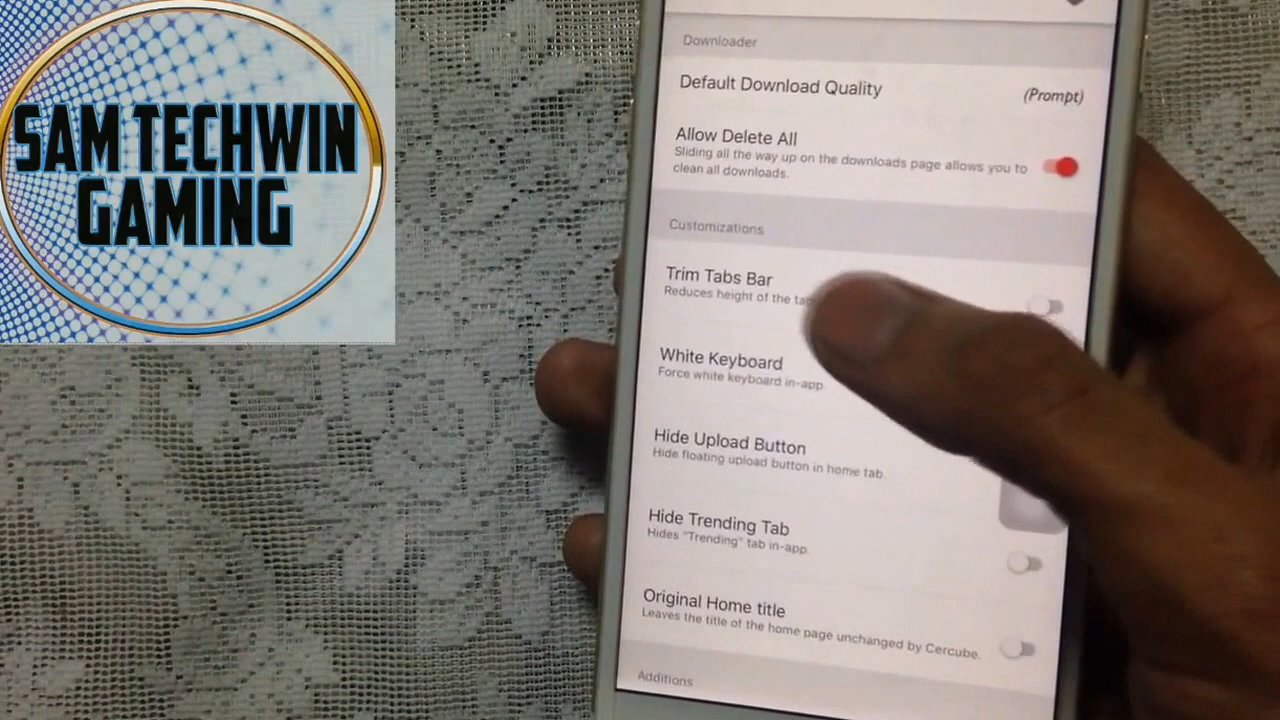 SAM TECHWIN
GAMING
Downloader
Default Download Quality
(Prompt)
Allow Delete All
Sliding all the way up on the downloads page allows you to
clean all downloads.
Customizations
Trim Tabs Bar
Reduces height of the
White Keyboard
Force white keyboard in-app.
Hide Upload Button
Hide floating upload button in home tab.
Hide Trending Tab
Hides "Trending" tab in-app.
Original Home title
Leaves the title of the home page unchanged by Cercube.
Additions